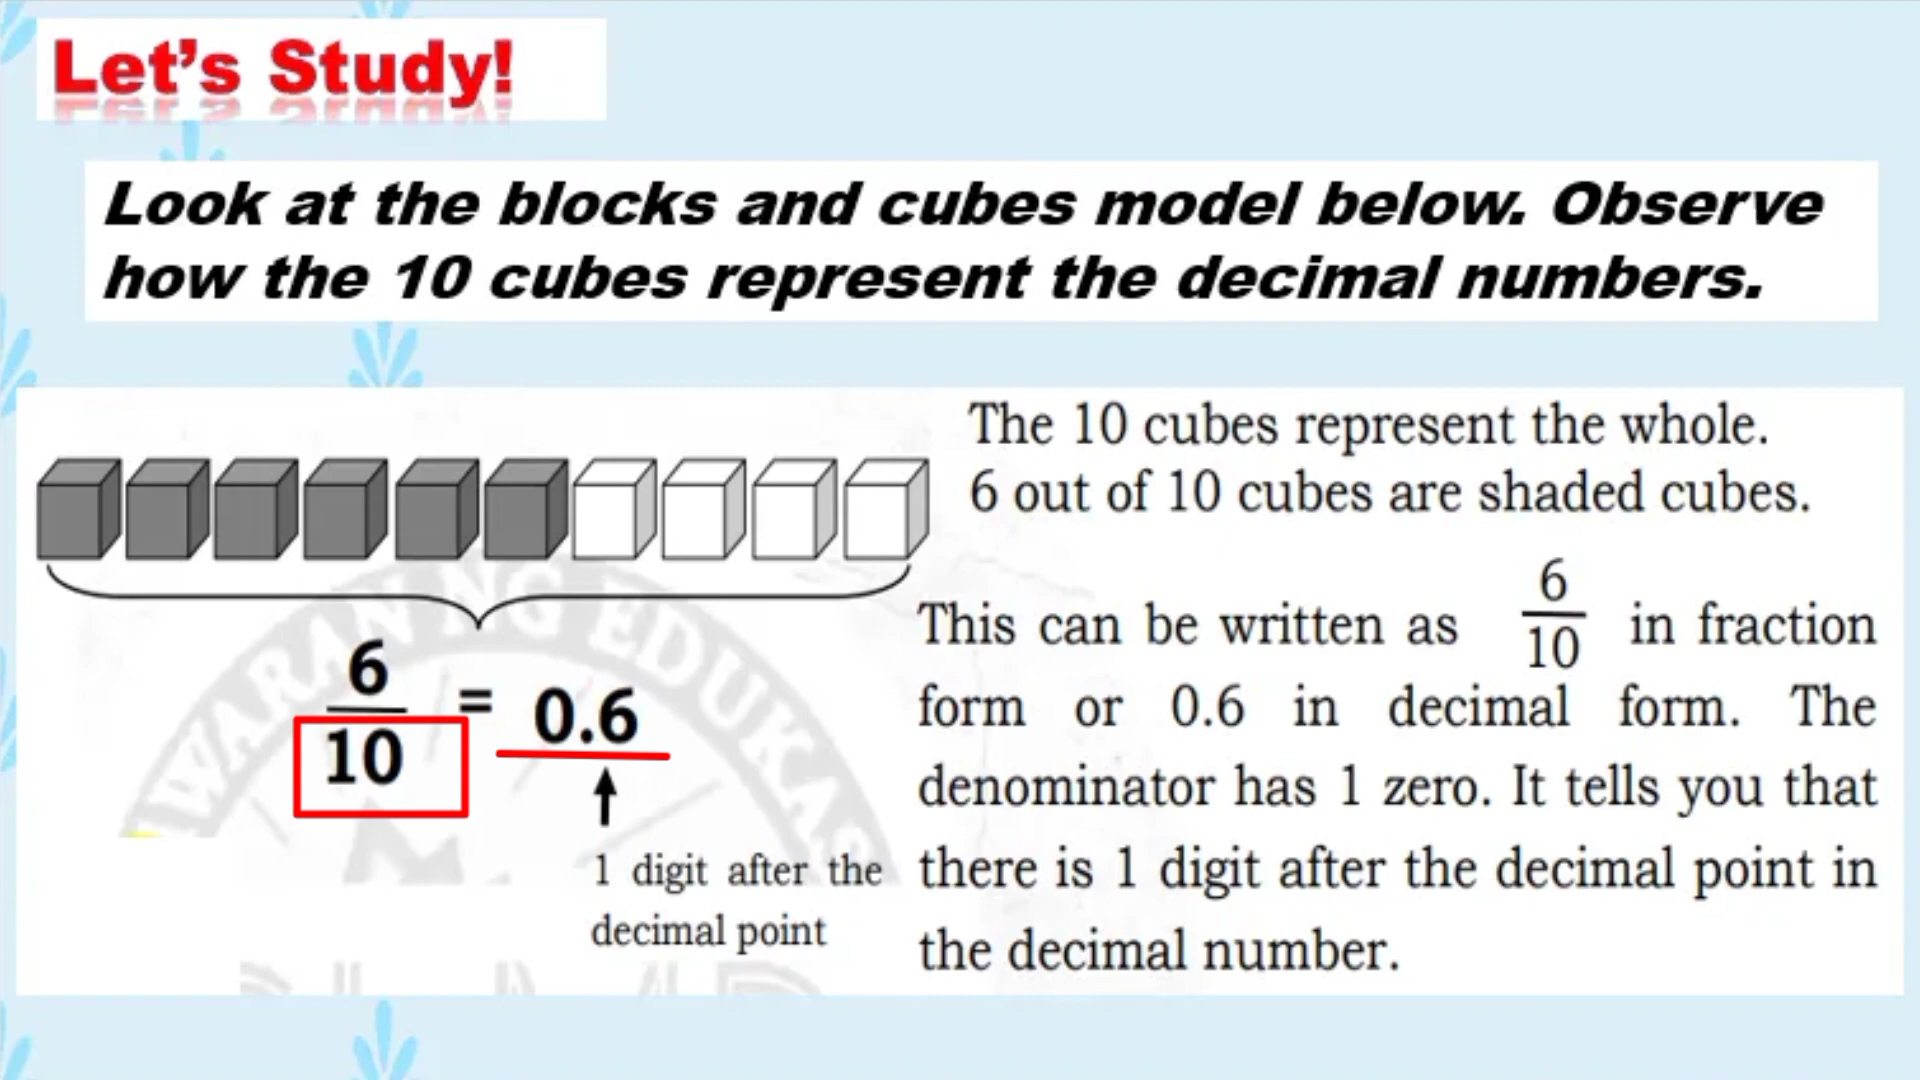 Let's Study!
Look at the blocks and cubes model below. Observe
how the 10 cubes represent the decimal numbers.
The 10 cubes represent the whole.
6 out of 10 cubes are shaded cubes.
6
10
= 0.6
1 digit after the
decimal point
This can be written as 6/10 in fraction
form or 0.6 in decimal form. The
denominator has 1 zero. It tells you that
there is 1 digit after the decimal point in
the decimal number.